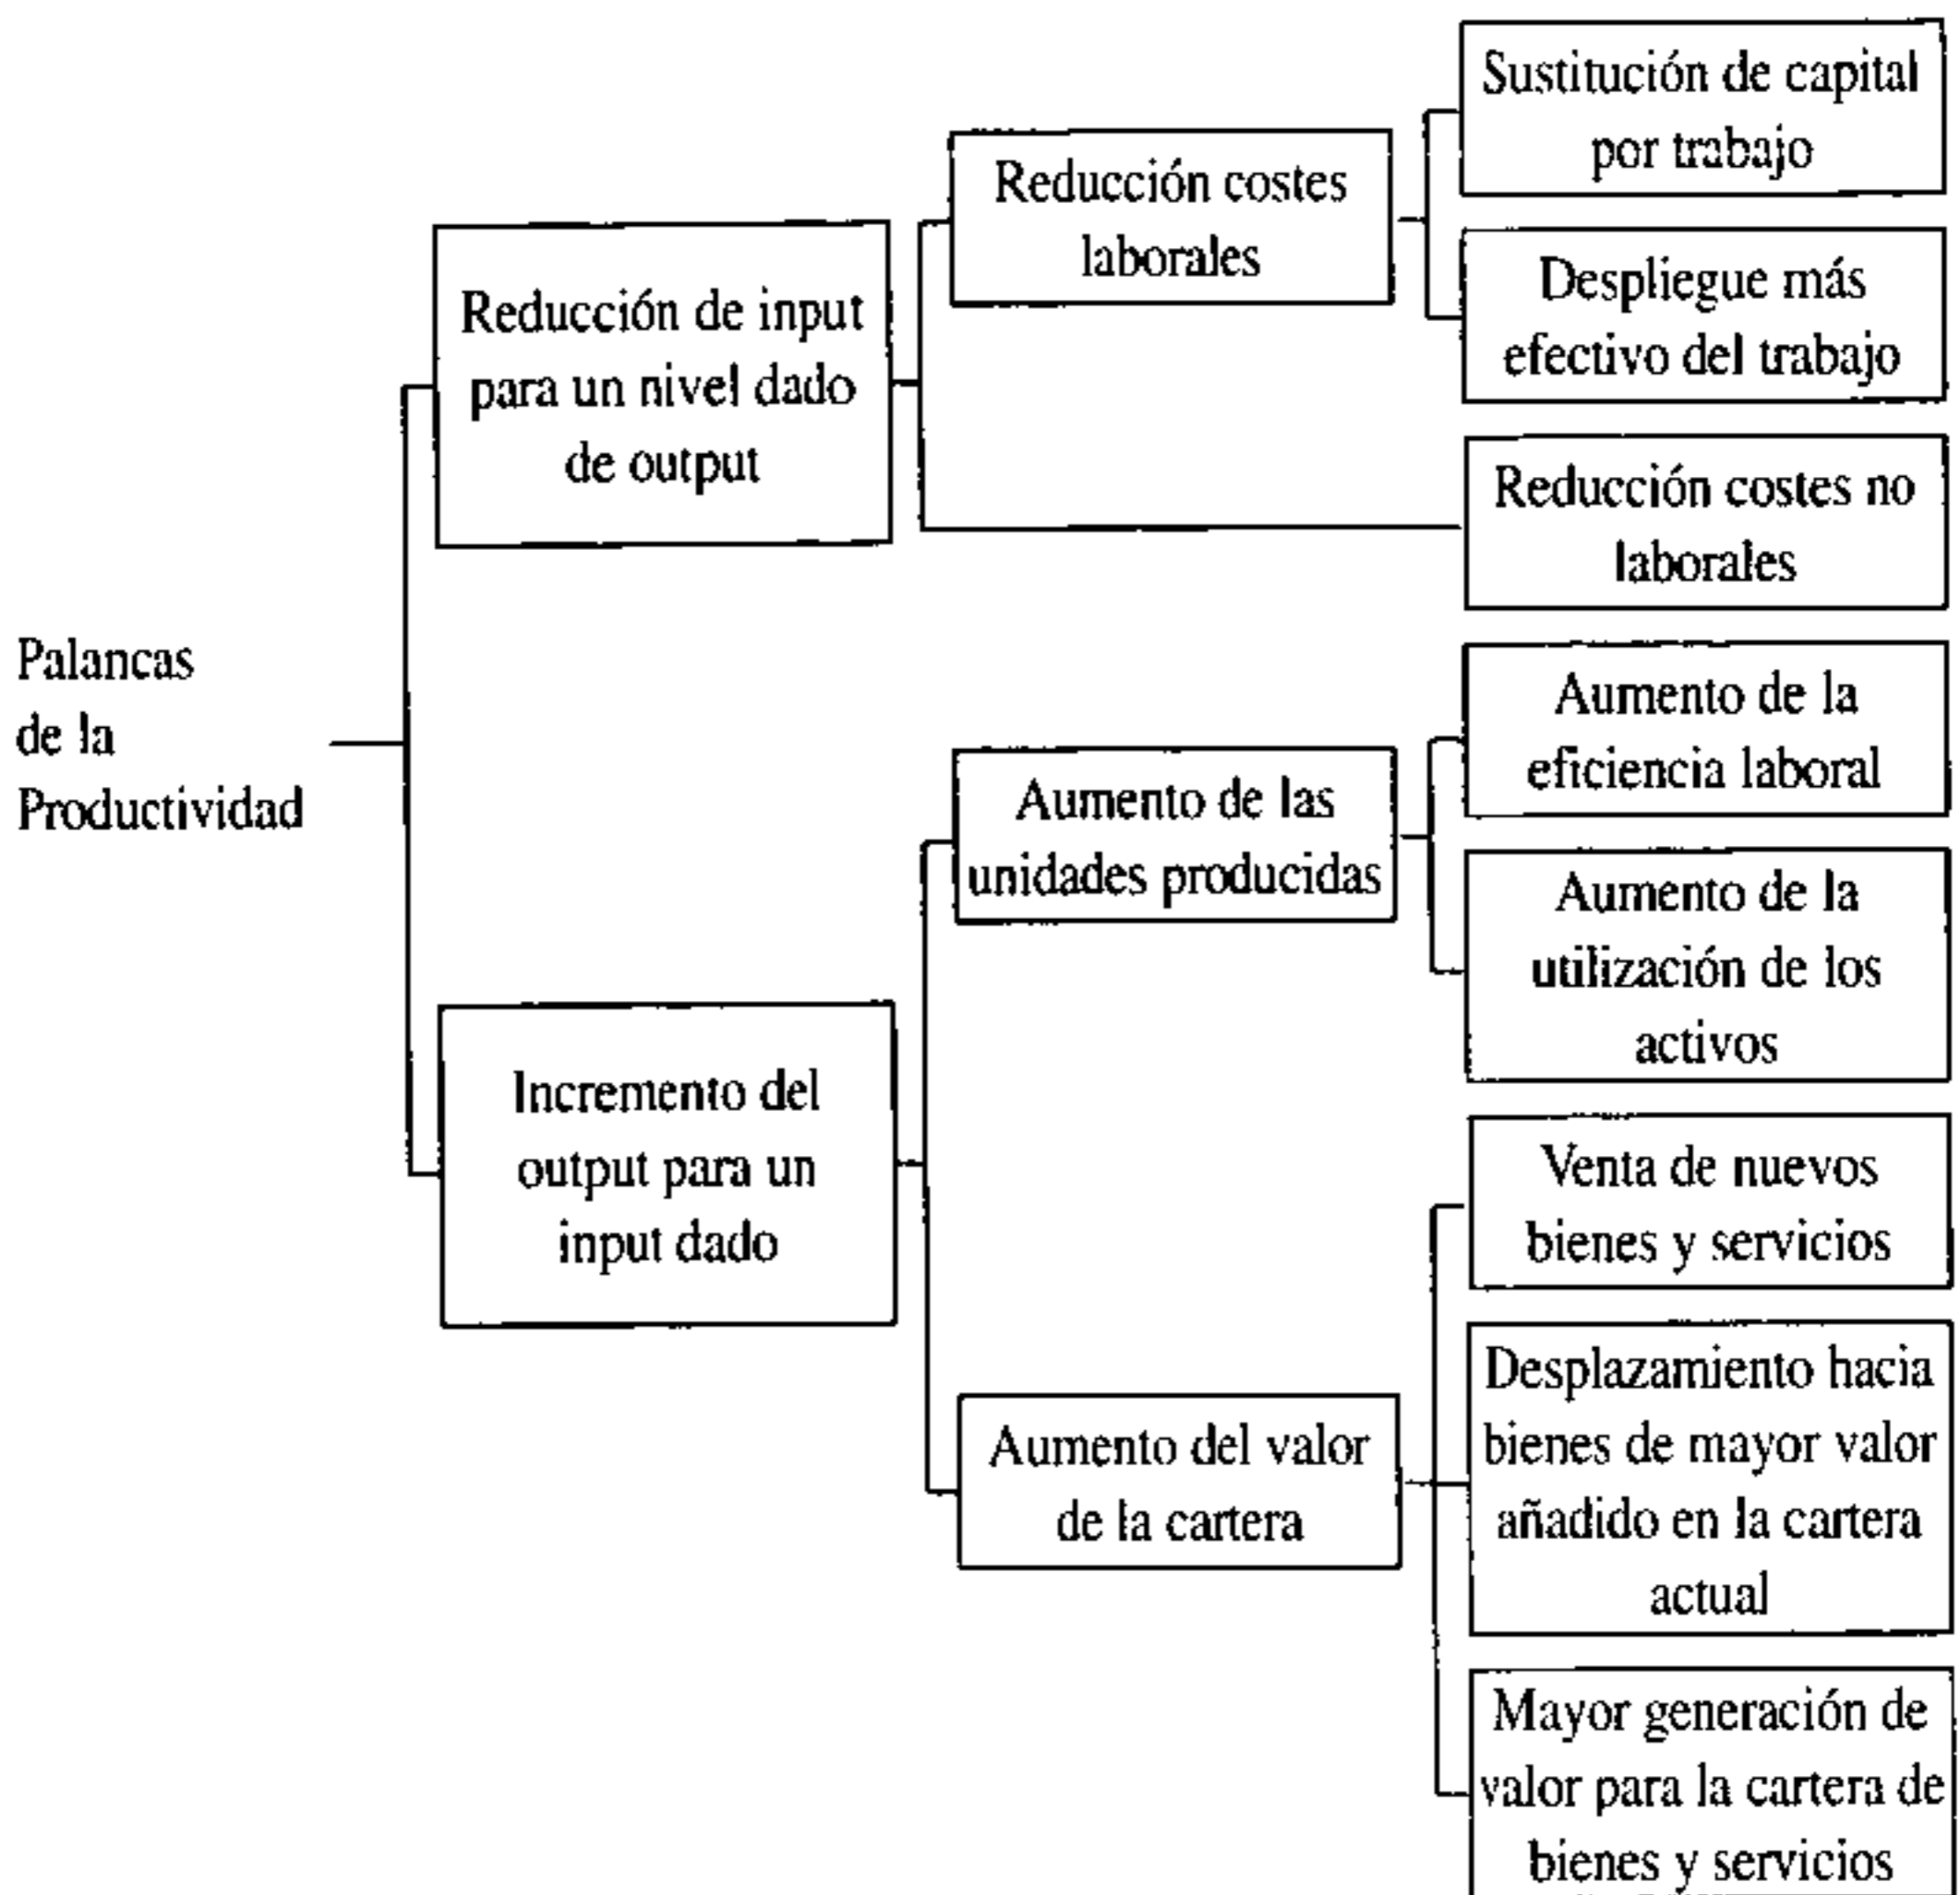 Palancas
de la
Productividad
Reducción de input
para un nivel dado
de output
Reducción costes
laborales
Sustitución de capital
por trabajo
Despliegue más
efectivo del trabajo
Reducción costes no
laborales
Incremento del
output para un
input dado
Aumento de las
unidades producidas
Aumento de la
eficiencia laboral
Aumento de la
utilización de los
activos
Aumento del valor
de la cartera
Venta de nuevos
bienes y servicios
Desplazamiento hacia
bienes de mayor valor
añadido en la cartera
actual
Mayor generación de
valor para la cartera de
bienes y servicios